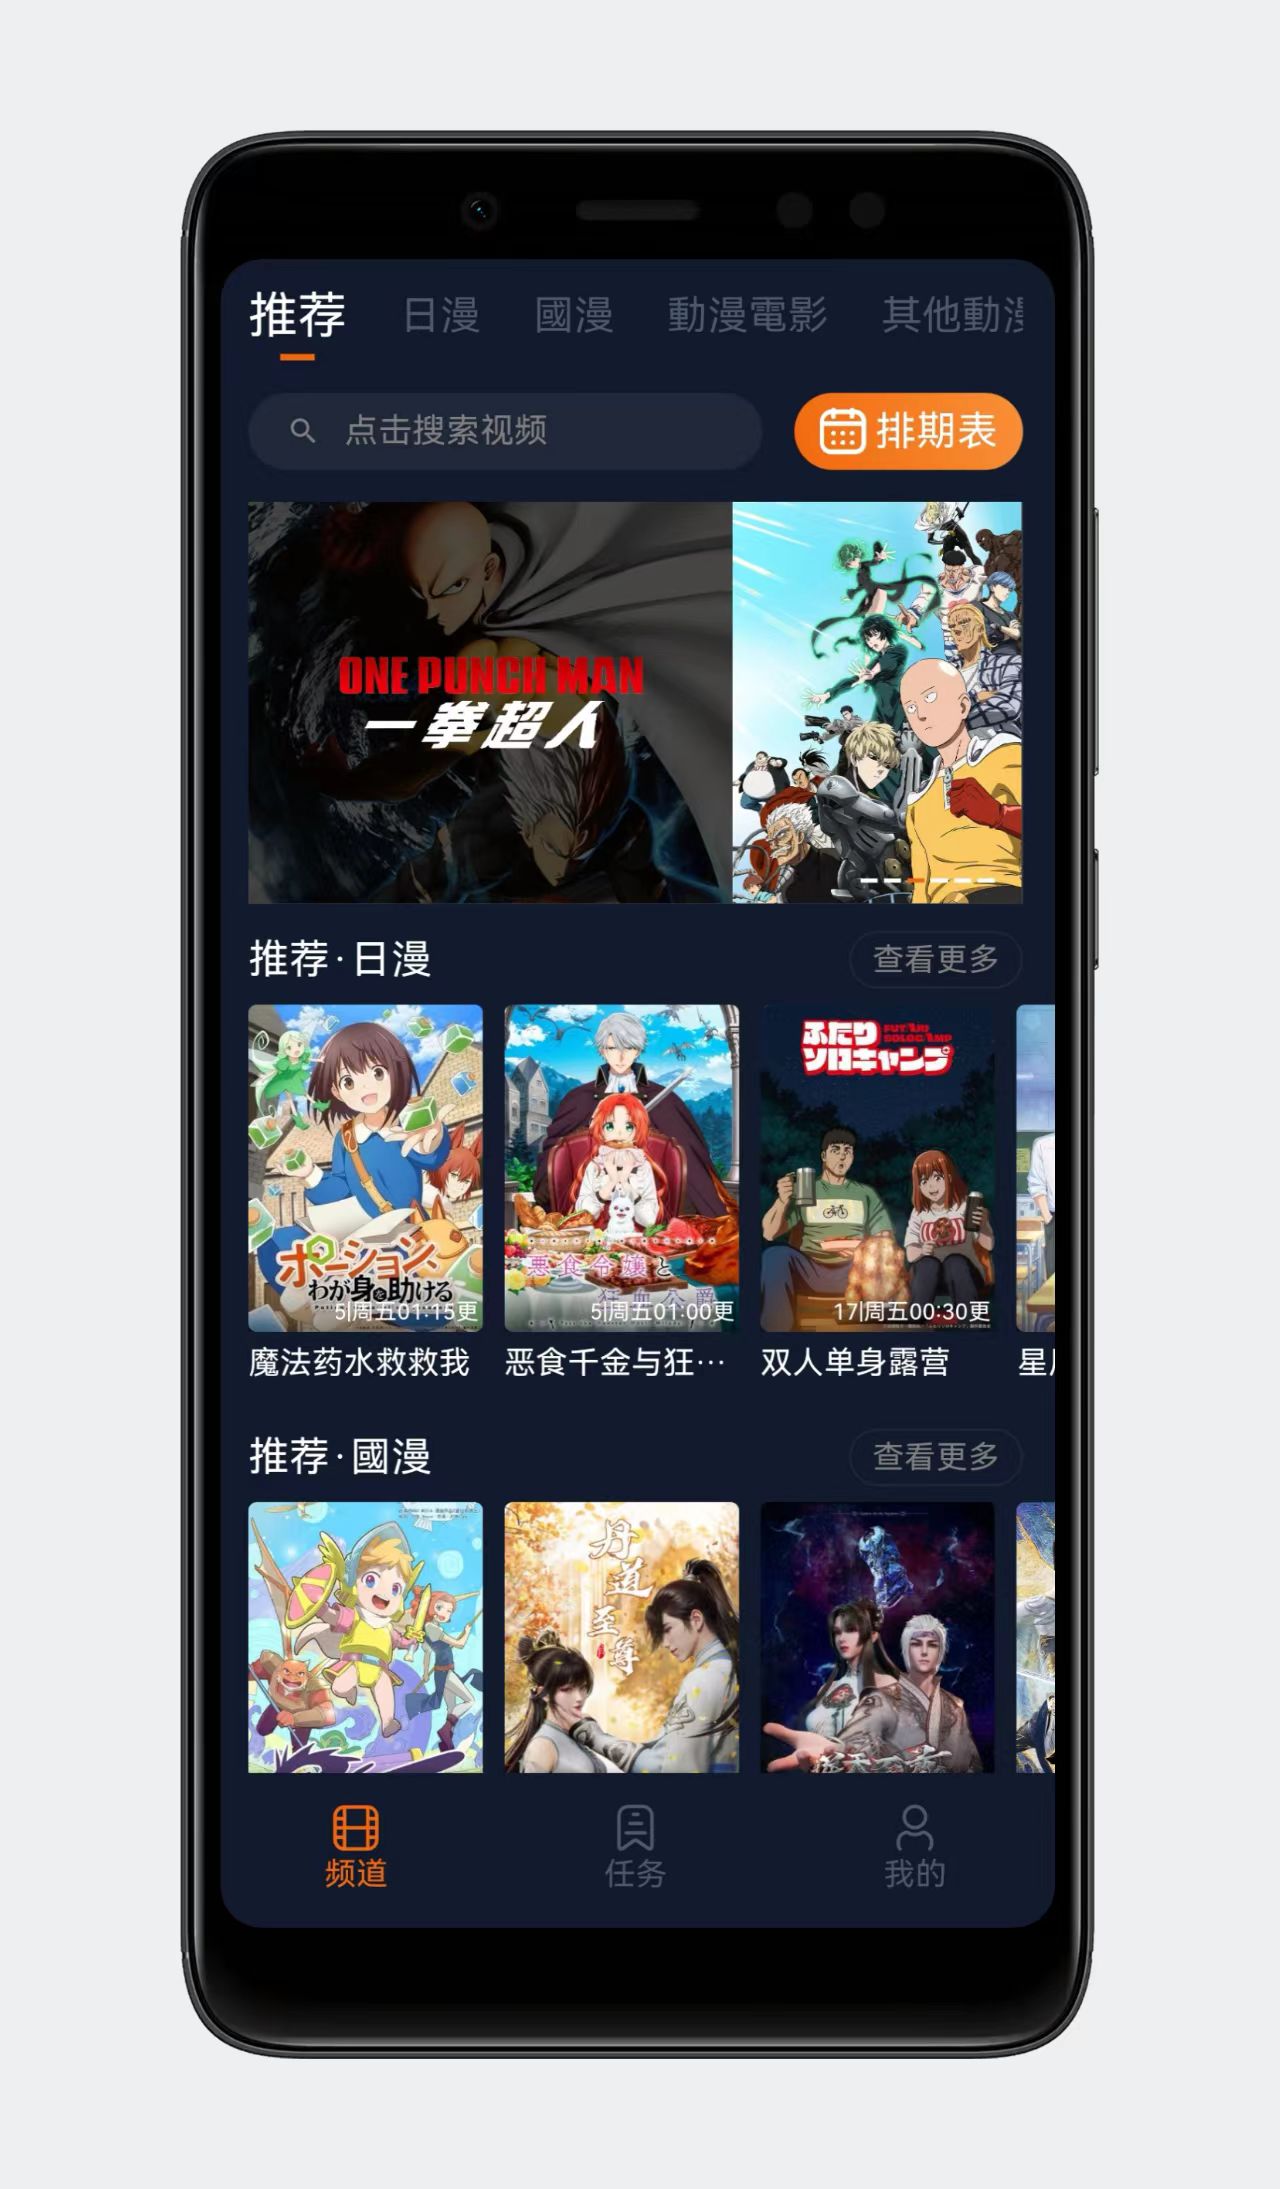 推荐 日漫 國漫 動漫電影 其他動漫
点击搜索视频 排期表
ONE PUNCH MAN
一拳超人
推荐·日漫 查看更多
ふたり FUTARI SOLOCAMP
ソロキャンプ
ポーション、
わが身を助ける
悪食令嬢と
狂血公爵
5|周五01:15更 5|周五01:00更 17|周五00:30更
魔法药水救救我 恶食千金与狂… 双人单身露营 星
推荐·國漫 查看更多
丹道至尊
频道 任务 我的